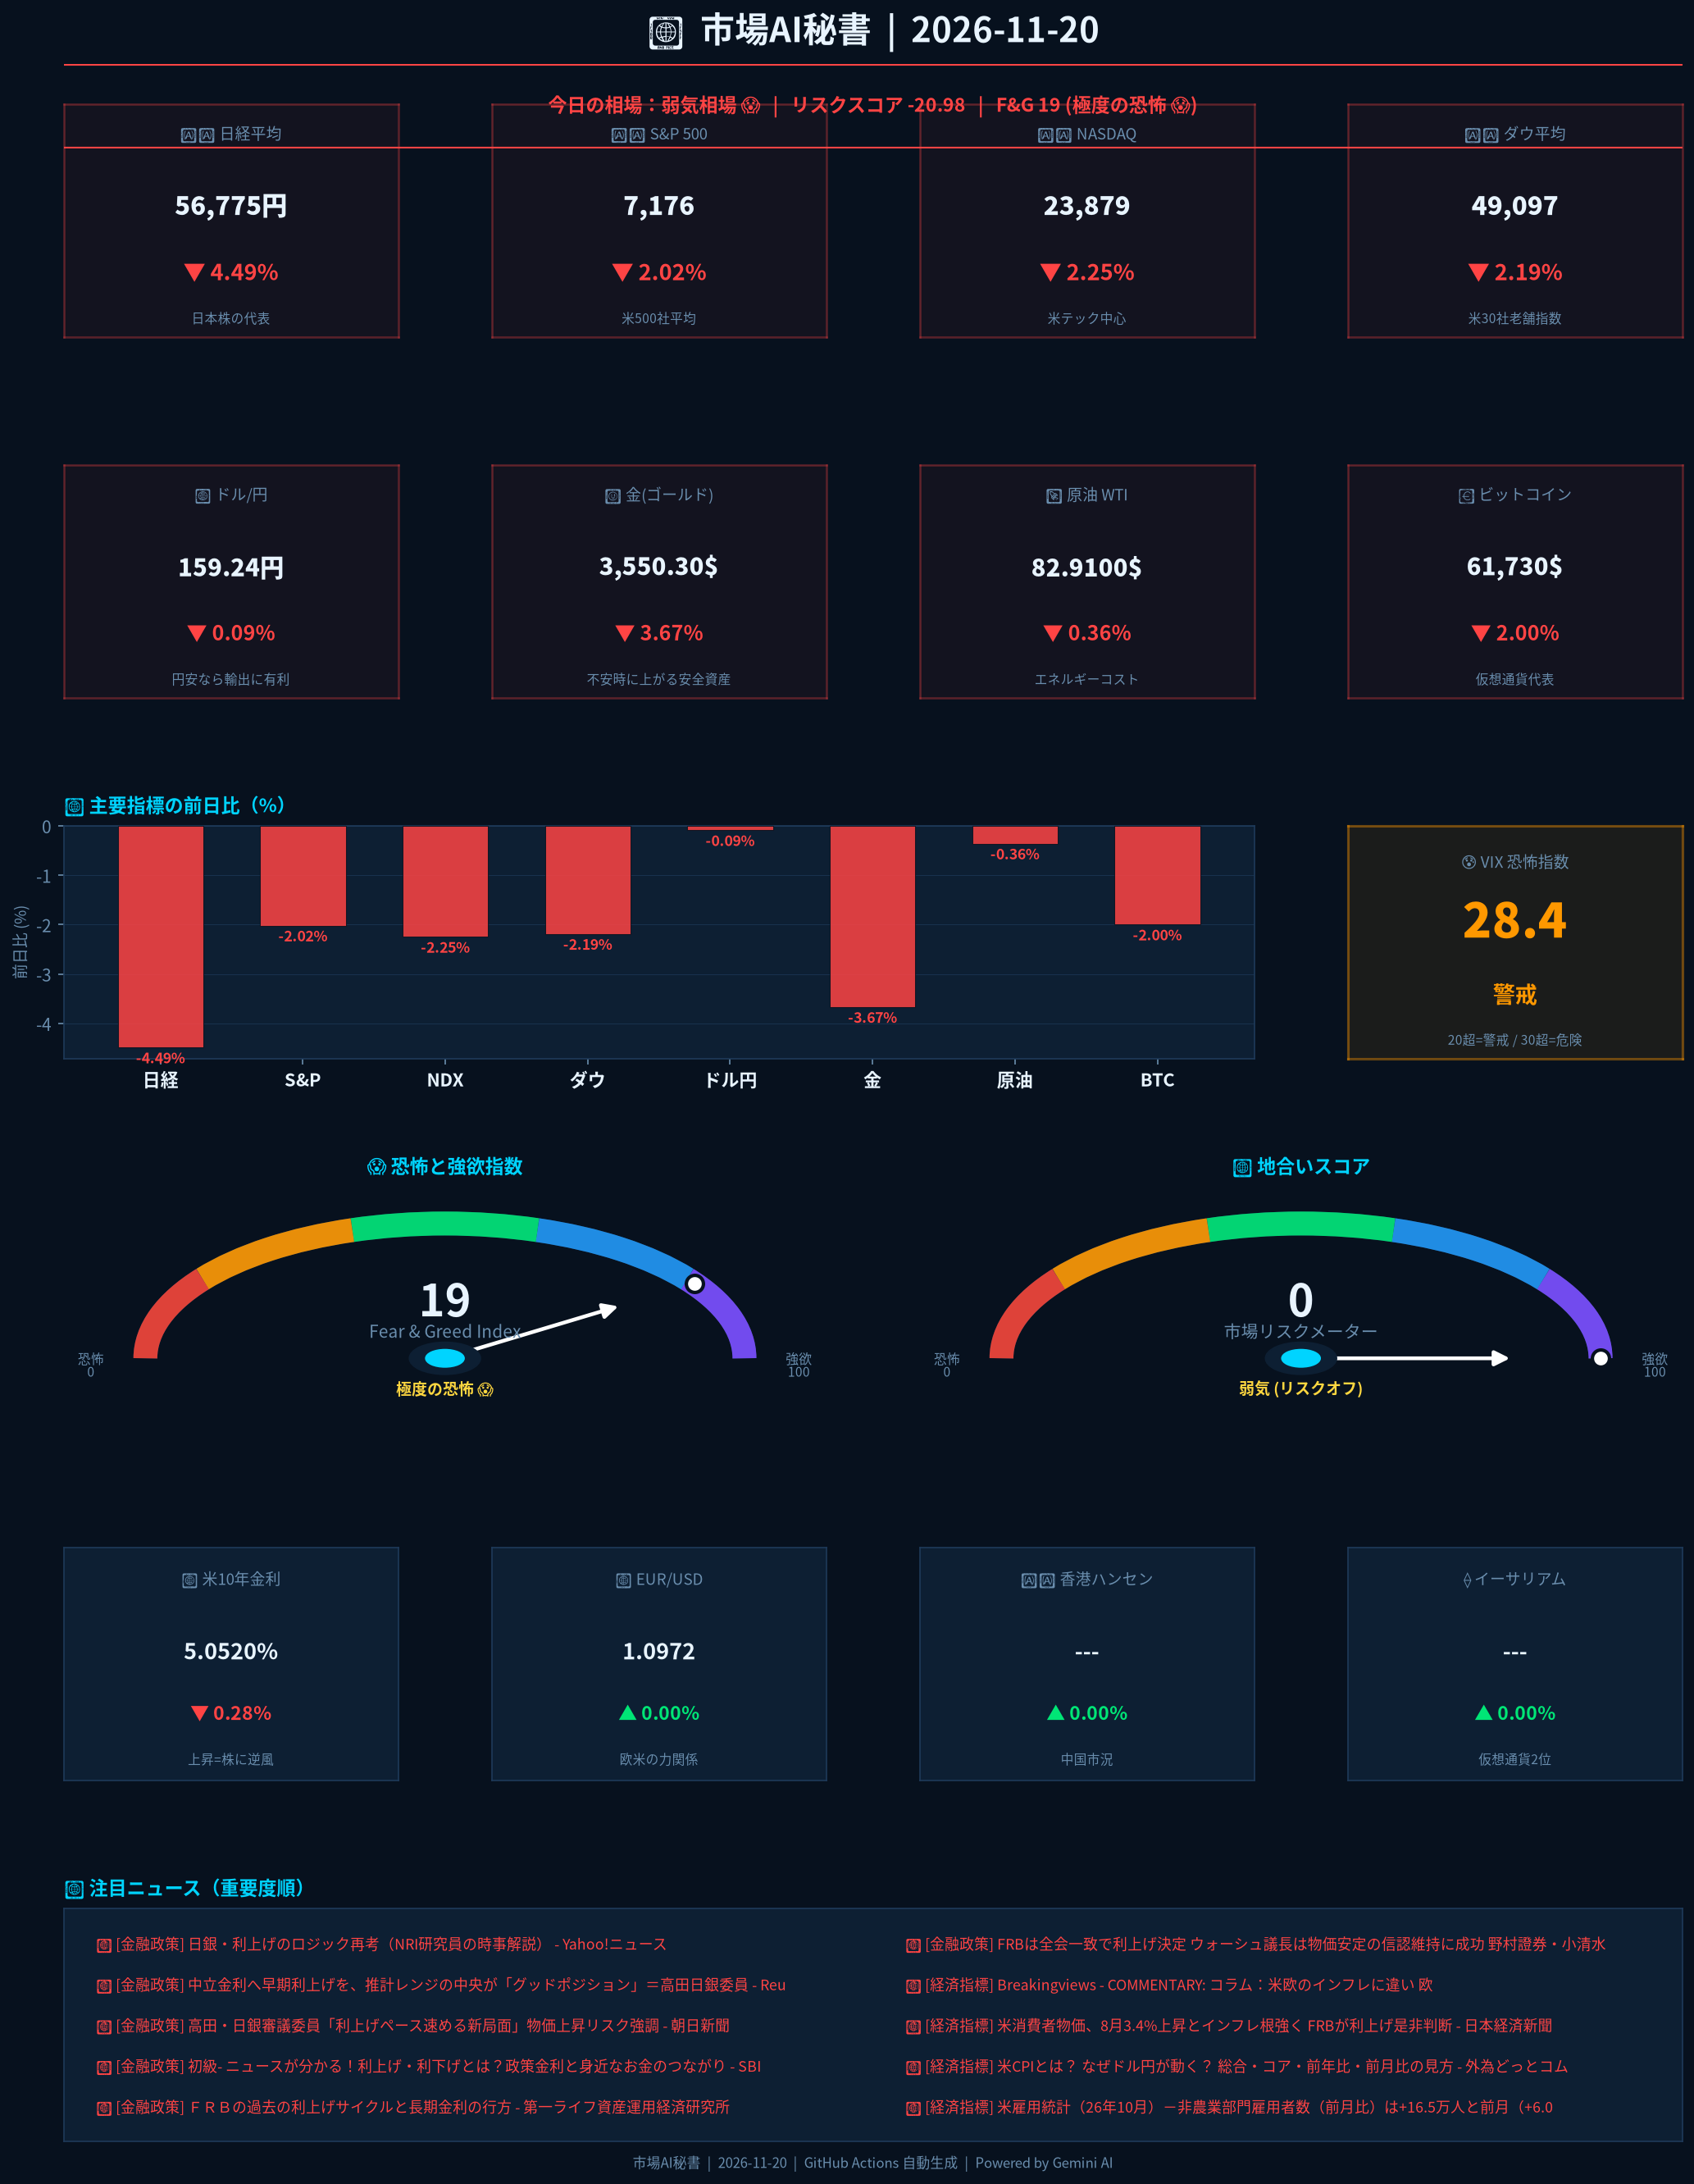 市場AI秘書 | 2026-11-20
今日の相場：弱気相場😱 | リスクスコア -20.98 | F&G 19 (極度の恐怖😱)
日経平均
56,775円
▼ 4.49%
日本株の代表
S&P 500
7,176
▼ 2.02%
米500社平均
NASDAQ
23,879
▼ 2.25%
米テック中心
ダウ平均
49,097
▼ 2.19%
米30社老舗指数
ドル/円
159.24円
▼ 0.09%
円安なら輸出に有利
金(ゴールド)
3,550.30$
▼ 3.67%
不安時に上がる安全資産
原油 WTI
82.9100$
▼ 0.36%
エネルギーコスト
ビットコイン
61,730$
▼ 2.00%
仮想通貨代表
主要指標の前日比（%）
前日比 (%)
0
-1
-2
-3
-4
-4.49%
-2.02%
-2.25%
-2.19%
-0.09%
-3.67%
-0.36%
-2.00%
日経
S&P
NDX
ダウ
ドル円
金
原油
BTC
VIX 恐怖指数
28.4
警戒
20超=警戒 / 30超=危険
😱 恐怖と強欲指数
19
Fear & Greed Index
恐怖
0
強欲
100
極度の恐怖 😱
地合いスコア
0
市場リスクメーター
恐怖
0
強欲
100
弱気 (リスクオフ)
米10年金利
5.0520%
▼ 0.28%
上昇=株に逆風
EUR/USD
1.0972
▲ 0.00%
欧米の力関係
香港ハンセン
---
▲ 0.00%
中国市況
イーサリアム
---
▲ 0.00%
仮想通貨2位
注目ニュース（重要度順）
[金融政策] 日銀・利上げのロジック再考（NRI研究員の時事解説） - Yahoo!ニュース
[金融政策] 中立金利へ早期利上げを、推計レンジの中央が「グッドポジション」＝高田日銀委員 - Reu
[金融政策] 高田・日銀審議委員「利上げペース速める新局面」物価上昇リスク強調 - 朝日新聞
[金融政策] 初級- ニュースが分かる！利上げ・利下げとは？政策金利と身近なお金のつながり - SBI
[金融政策] ＦＲＢの過去の利上げサイクルと長期金利の行方 - 第一ライフ資産運用経済研究所
[金融政策] FRBは全会一致で利上げ決定 ウォーシュ議長は物価安定の信認維持に成功 野村證券・小清水
[経済指標] Breakingviews - COMMENTARY: コラム：米欧のインフレに違い 欧
[経済指標] 米消費者物価、8月3.4%上昇とインフレ根強く FRBが利上げ是非判断 - 日本経済新聞
[経済指標] 米CPIとは？ なぜドル円が動く？ 総合・コア・前年比・前月比の見方 - 外為どっとコム
[経済指標] 米雇用統計（26年10月）－非農業部門雇用者数（前月比）は+16.5万人と前月（+6.0
市場AI秘書 | 2026-11-20 | GitHub Actions 自動生成 | Powered by Gemini AI